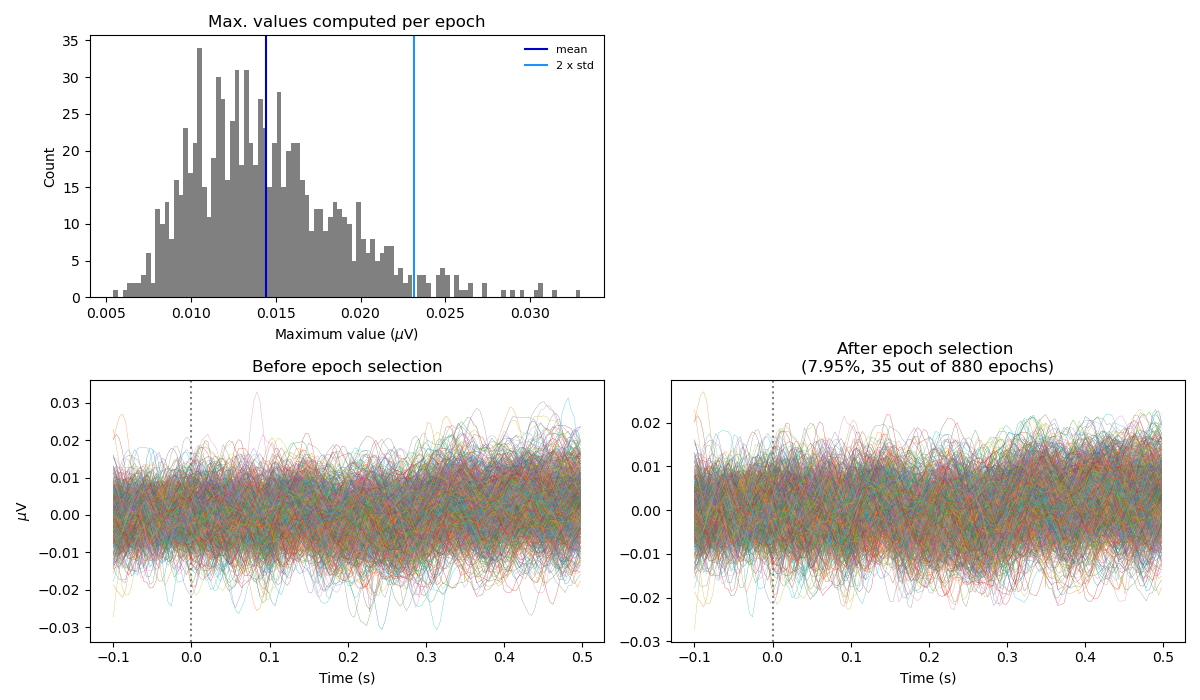 Max. values computed per epoch
35
30
25
20
15
10
5
0
Count
mean
2 x std
0.005 0.010 0.015 0.020 0.025 0.030
Maximum value (μV)
Before epoch selection
0.03
0.02
0.01
0.00
−0.01
−0.02
−0.03
μV
−0.1 0.0 0.1 0.2 0.3 0.4 0.5
Time (s)
After epoch selection
(7.95%, 35 out of 880 epochs)
0.02
0.01
0.00
−0.01
−0.02
−0.03
−0.1 0.0 0.1 0.2 0.3 0.4 0.5
Time (s)